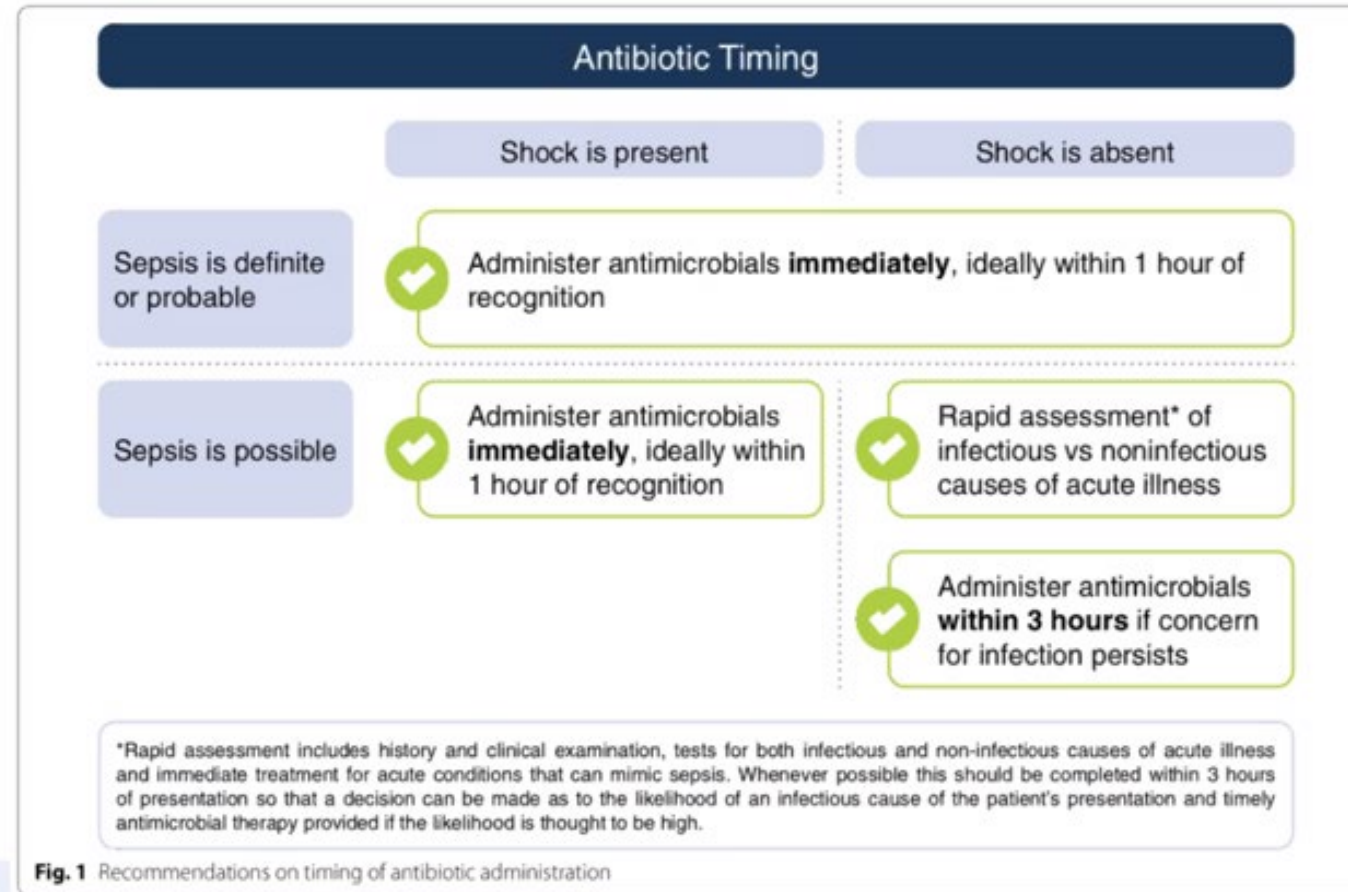 Antibiotic Timing
Shock is present
Shock is absent
Sepsis is definite
or probable
Administer antimicrobials immediately, ideally within 1 hour of
recognition
Sepsis is possible
Administer antimicrobials
immediately, ideally within
1 hour of recognition
Rapid assessment* of
infectious vs noninfectious
causes of acute illness
Administer antimicrobials
within 3 hours if concern
for infection persists
*Rapid assessment includes history and clinical examination, tests for both infectious and non-infectious causes of acute illness
and immediate treatment for acute conditions that can mimic sepsis. Whenever possible this should be completed within 3 hours
of presentation so that a decision can be made as to the likelihood of an infectious cause of the patient's presentation and timely
antimicrobial therapy provided if the likelihood is thought to be high.
Fig. 1 Recommendations on timing of antibiotic administration